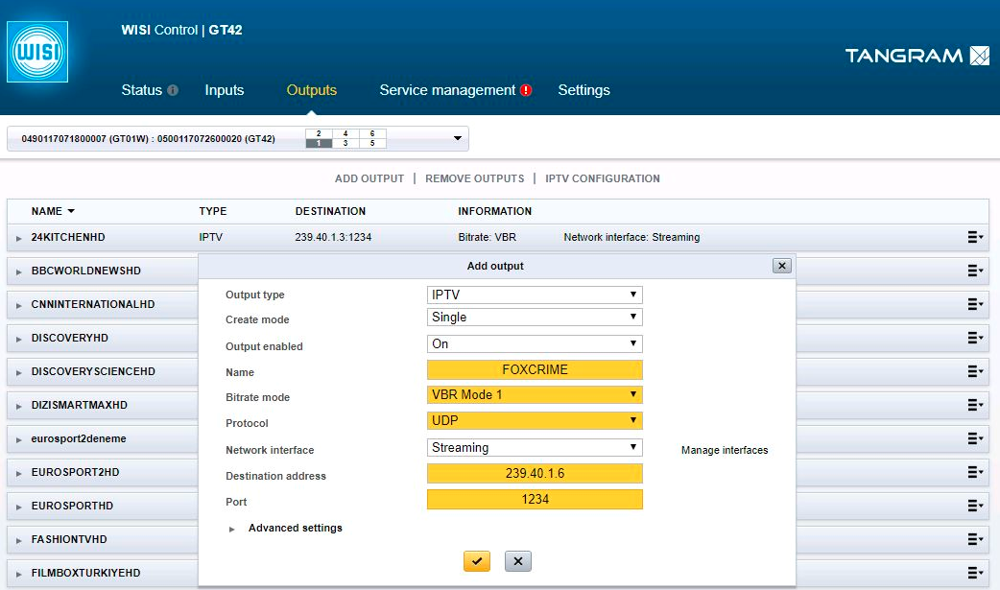 WISI
WISI Control | GT42
TANGRAM
Status Inputs Outputs Service management Settings
0490117071800007 (GT01W) : 0500117072600020 (GT42) 2 4 6
1 3 5
ADD OUTPUT | REMOVE OUTPUTS | IPTV CONFIGURATION
NAME TYPE DESTINATION INFORMATION
24KITCHENHD IPTV 239.40.1.3:1234 Bitrate: VBR Network interface: Streaming
BBCWORLDNEWSHD
CNNINTERNATIONALHD
DISCOVERYHD
DISCOVERYSCIENCEHD
DIZISMARTMAXHD
eurosport2deneme
EUROSPORT2HD
EUROSPORTHD
FASHIONTVHD
FILMBOXTURKIYEHD
Add output
Output type IPTV
Create mode Single
Output enabled On
Name FOXCRIME
Bitrate mode VBR Mode 1
Protocol UDP
Network interface Streaming Manage interfaces
Destination address 239.40.1.6
Port 1234
Advanced settings